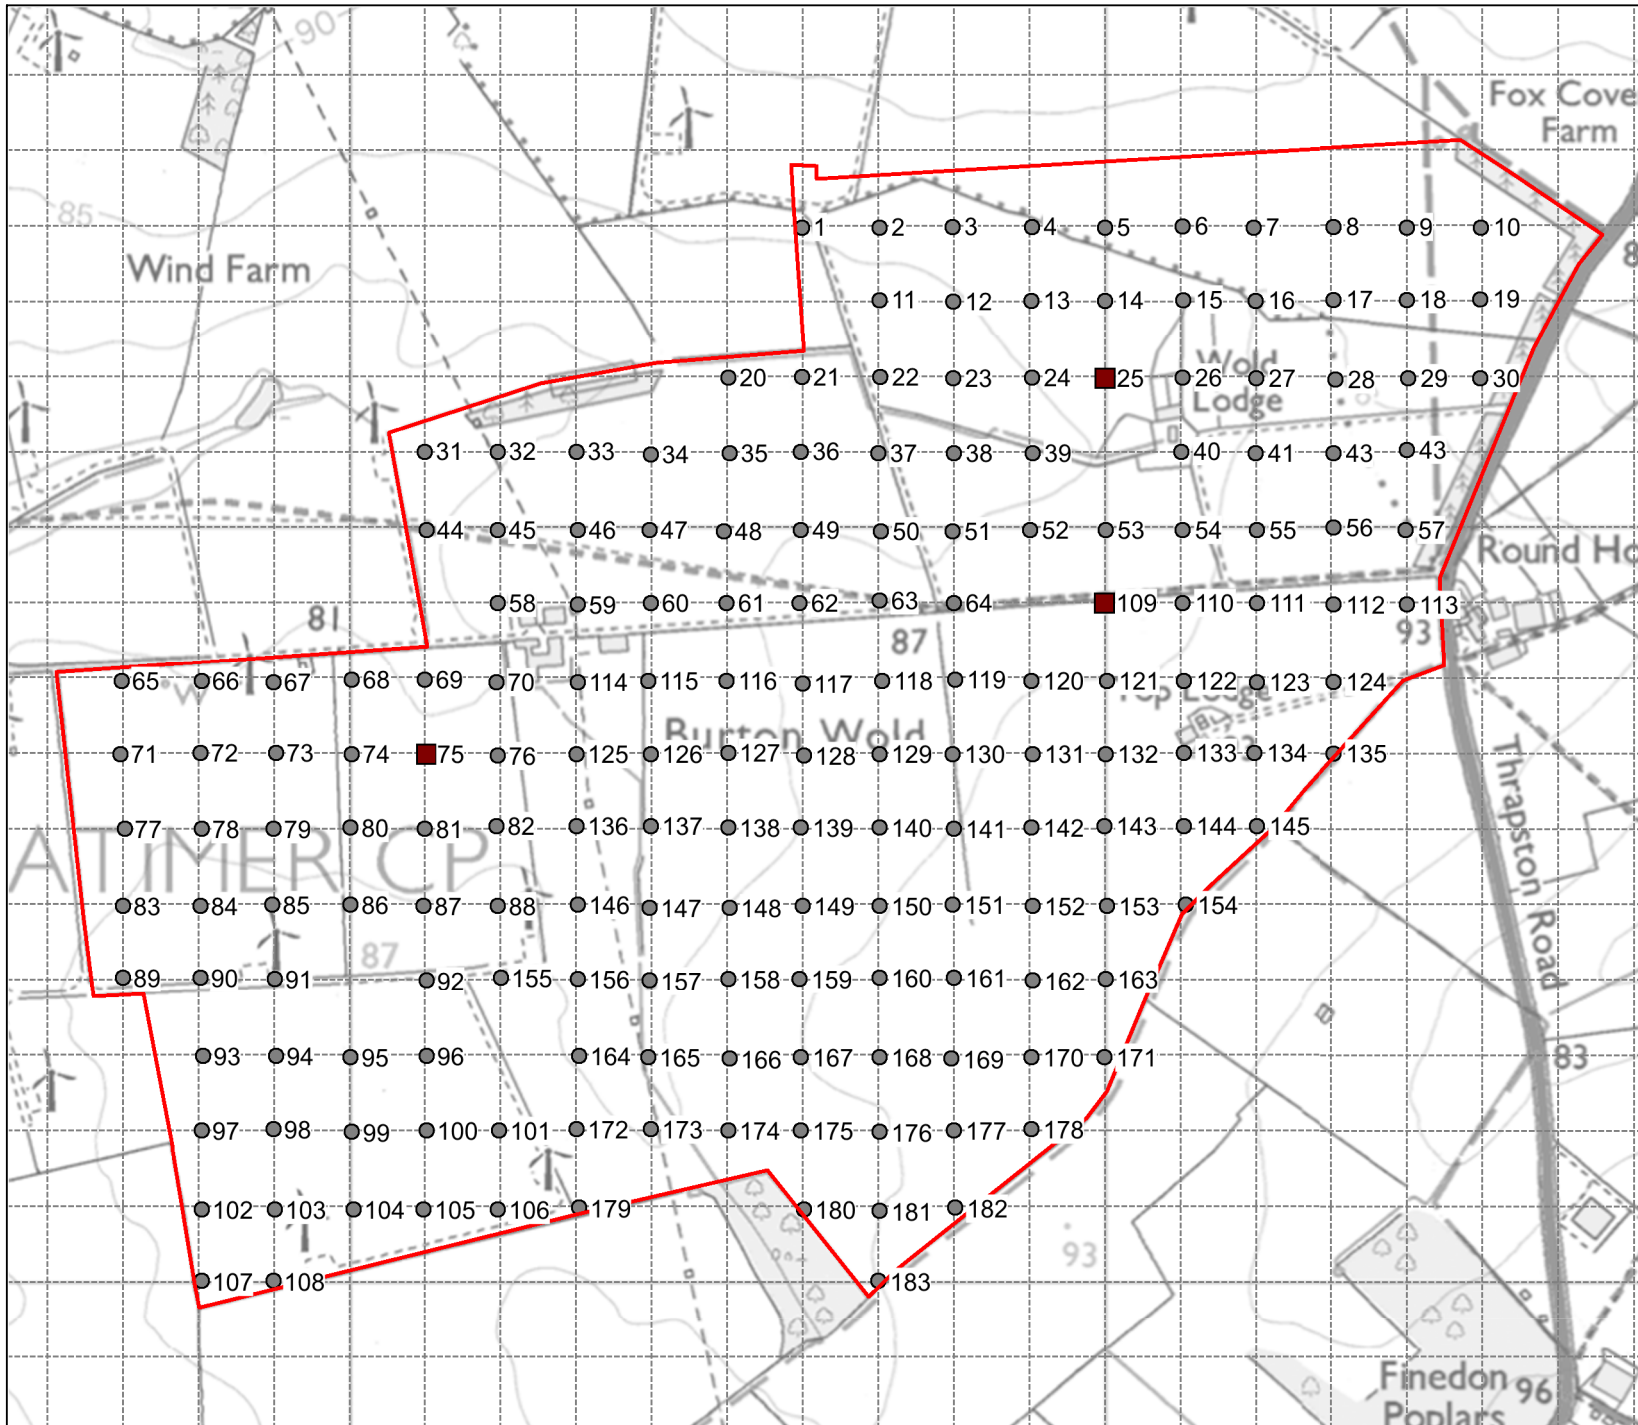 90
Fox Cove
Farm
85
1 2 3 4 5 6 7 8 9 10
8
Wind Farm
11 12 13 14 15 16 17 18 19
Wold
20 21 22 23 24 25 26 27 28 29 30
Lodge
31 32 33 34 35 36 37 38 39 40 41 43 43
44 45 46 47 48 49 50 51 52 53 54 55 56 57
Round Ho
58 59 60 61 62 63 64 109 110 111 112 113
81
87
93
65 66 67 68 69 70 114 115 116 117 118 119 120 121 122 123 124
Top Lodge
Burton Wold
71 72 73 74 75 76 125 126 127 128 129 130 131 132 133 134 135
77 78 79 80 81 82 136 137 138 139 140 141 142 143 144 145
ATIMER CP
Thrapston Road
83 84 85 86 87 88 146 147 148 149 150 151 152 153 154
87
89 90 91 92 155 156 157 158 159 160 161 162 163
93 94 95 96 164 165 166 167 168 169 170 171
83
97 98 99 100 101 172 173 174 175 176 177 178
102 103 104 105 106 179 180 181 182
93
107 108 183
Finedon
96
Poplars